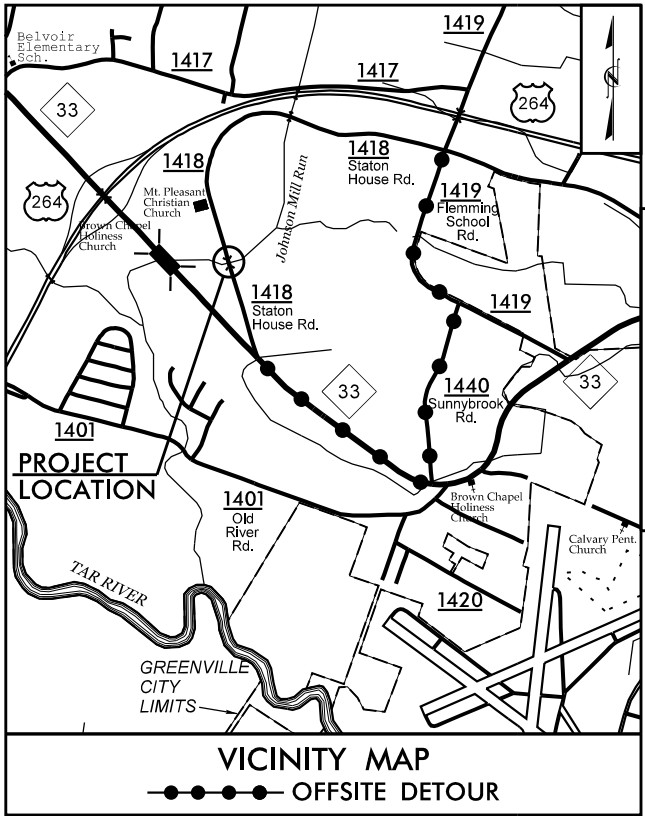 Belvoir
Elementary
Sch.
1417
1417
1419
33
264
1418
1418
Staton
House Rd.
264
Mt. Pleasant
Christian
Church
Johnson Mill Run
1419
Flemming
School
Rd.
Brown Chapel
Holiness
Church
1418
Staton
House Rd.
1419
33
1440
Sunnybrook
Rd.
33
1401
PROJECT
LOCATION
1401
Old
River
Rd.
Brown Chapel
Holiness
Church
Calvary Pent.
Church
TAR RIVER
1420
GREENVILLE
CITY
LIMITS
VICINITY MAP
OFFSITE DETOUR